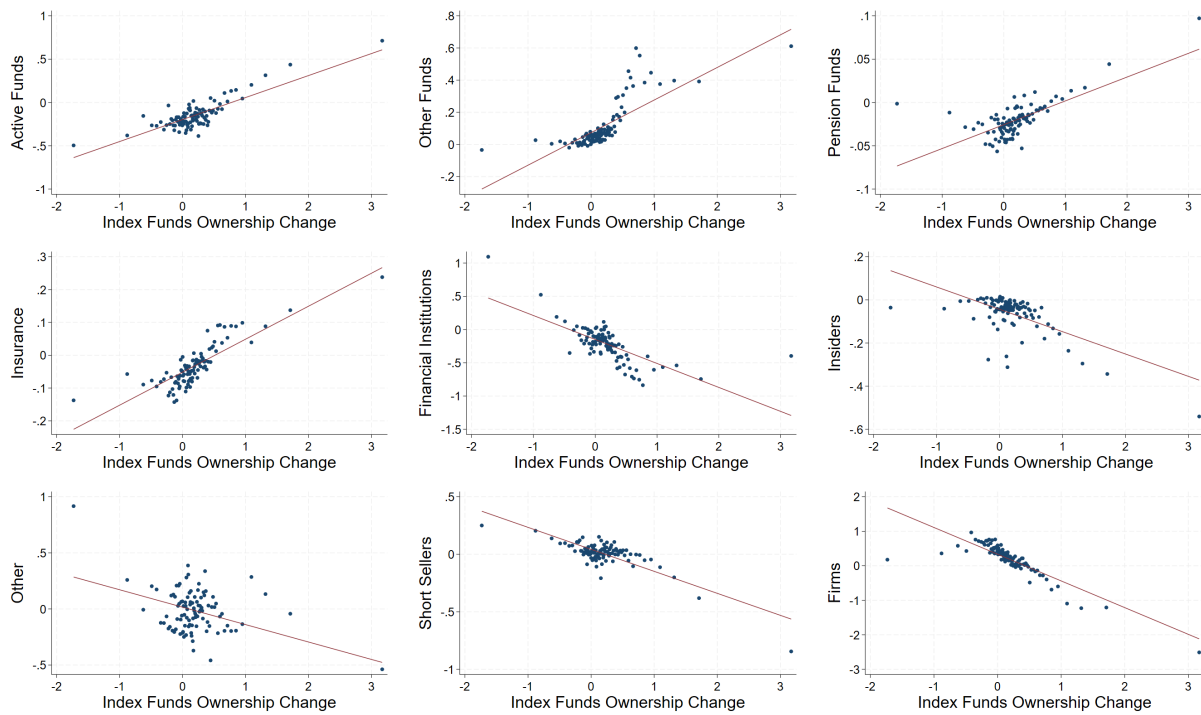 Active Funds
1
.5
0
-.5
-1
-2 -1 0 1 2 3
Index Funds Ownership Change
Other Funds
.8
.6
.4
.2
0
-.2
-2 -1 0 1 2 3
Index Funds Ownership Change
Pension Funds
.1
.05
0
-.05
-.1
-2 -1 0 1 2 3
Index Funds Ownership Change
Insurance
.3
.2
.1
0
-.1
-.2
-2 -1 0 1 2 3
Index Funds Ownership Change
Financial Institutions
1
.5
0
-.5
-1
-1.5
-2 -1 0 1 2 3
Index Funds Ownership Change
Insiders
.2
0
-.2
-.4
-.6
-2 -1 0 1 2 3
Index Funds Ownership Change
Other
1
.5
0
-.5
-2 -1 0 1 2 3
Index Funds Ownership Change
Short Sellers
.5
0
-.5
-1
-2 -1 0 1 2 3
Index Funds Ownership Change
Firms
2
1
0
-1
-2
-3
-2 -1 0 1 2 3
Index Funds Ownership Change